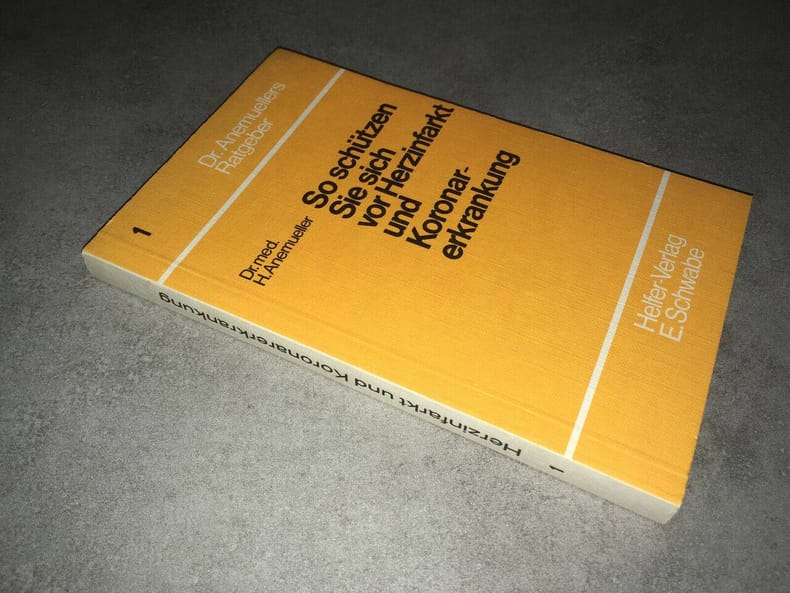 Dr. Anemuellers
Ratgeber
1
Dr. med.
H. Anemueller
So schützen
Sie sich
vor Herzinfarkt
und
Koronar-
erkrankung
Helfer-Verlag
E. Schwabe
Herzinfarkt und Koronarerkrankung
1